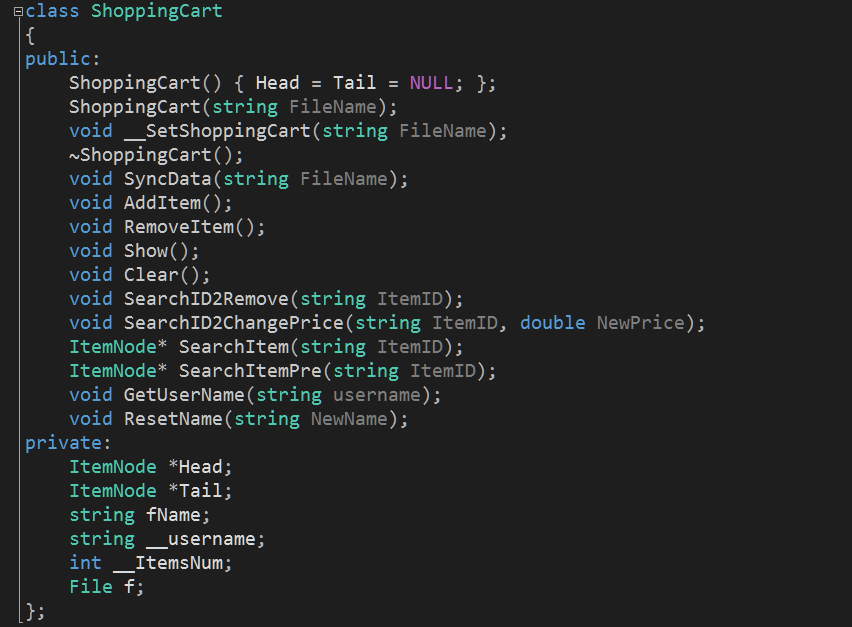 class ShoppingCart
{
public:
    ShoppingCart() { Head = Tail = NULL; };
    ShoppingCart(string FileName);
    void __SetShoppingCart(string FileName);
    ~ShoppingCart();
    void SyncData(string FileName);
    void AddItem();
    void RemoveItem();
    void Show();
    void Clear();
    void SearchID2Remove(string ItemID);
    void SearchID2ChangePrice(string ItemID, double NewPrice);
    ItemNode* SearchItem(string ItemID);
    ItemNode* SearchItemPre(string ItemID);
    void GetUserName(string username);
    void ResetName(string NewName);
private:
    ItemNode *Head;
    ItemNode *Tail;
    string fName;
    string __username;
    int __ItemsNum;
    File f;
};